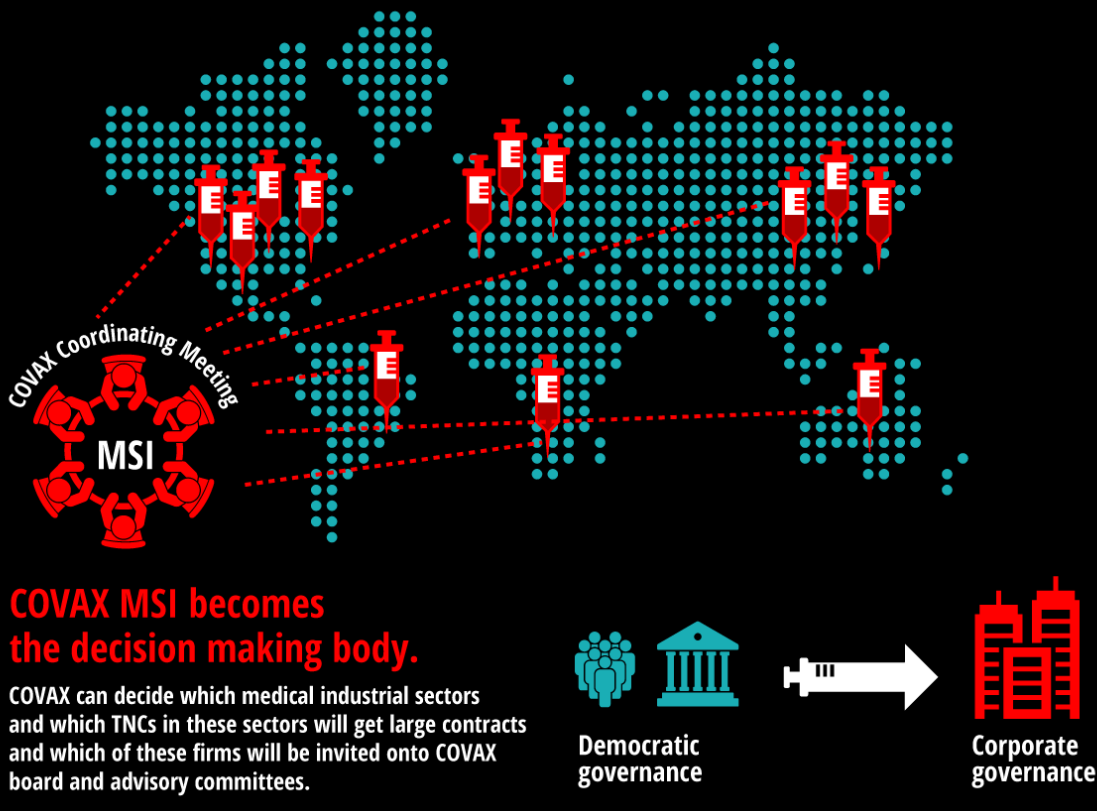 COVAX Coordinating Meeting
MSI
COVAX MSI becomes
the decision making body.
COVAX can decide which medical industrial sectors
and which TNCs in these sectors will get large contracts
and which of these firms will be invited onto COVAX
board and advisory committees.
Democratic
governance
Corporate
governance